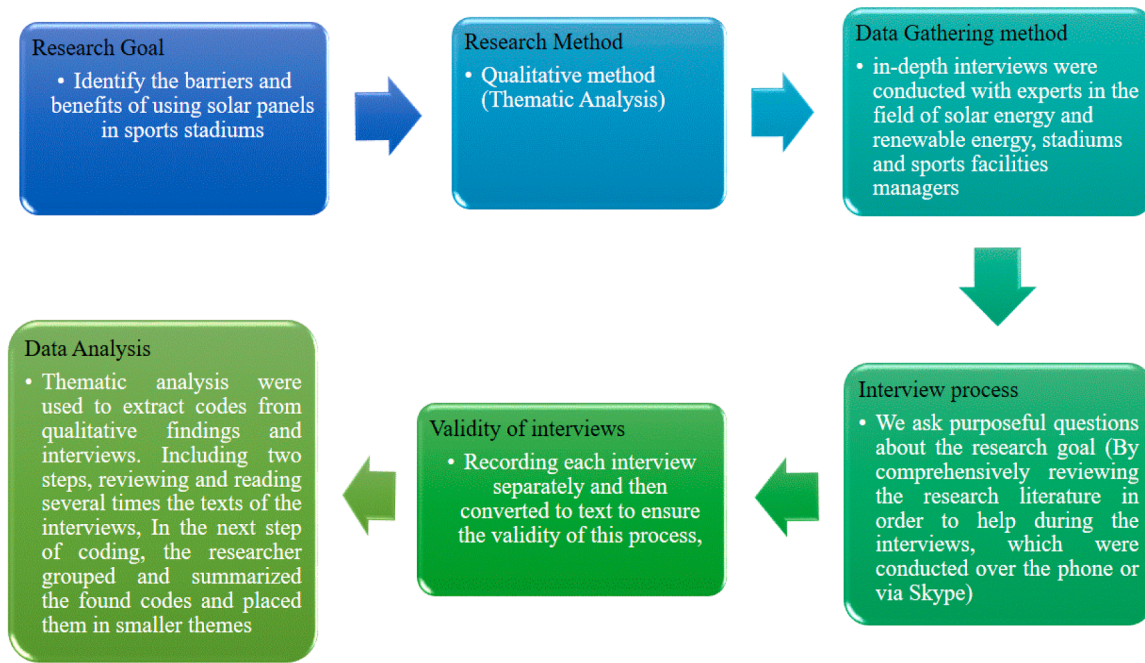 Research Goal
• Identify the barriers and
benefits of using solar panels
in sports stadiums
Research Method
• Qualitative method
(Thematic Analysis)
Data Gathering method
• in-depth interviews were
conducted with experts in the
field of solar energy and
renewable energy, stadiums
and sports facilities
managers
Interview process
• We ask purposeful questions
about the research goal (By
comprehensively reviewing
the research literature in
order to help during the
interviews, which were
conducted over the phone or
via Skype)
Validity of interviews
• Recording each interview
separately and then
converted to text to ensure
the validity of this process,
Data Analysis
• Thematic analysis were
used to extract codes from
qualitative findings and
interviews. Including two
steps, reviewing and reading
several times the texts of the
interviews, In the next step
of coding, the researcher
grouped and summarized
the found codes and placed
them in smaller themes